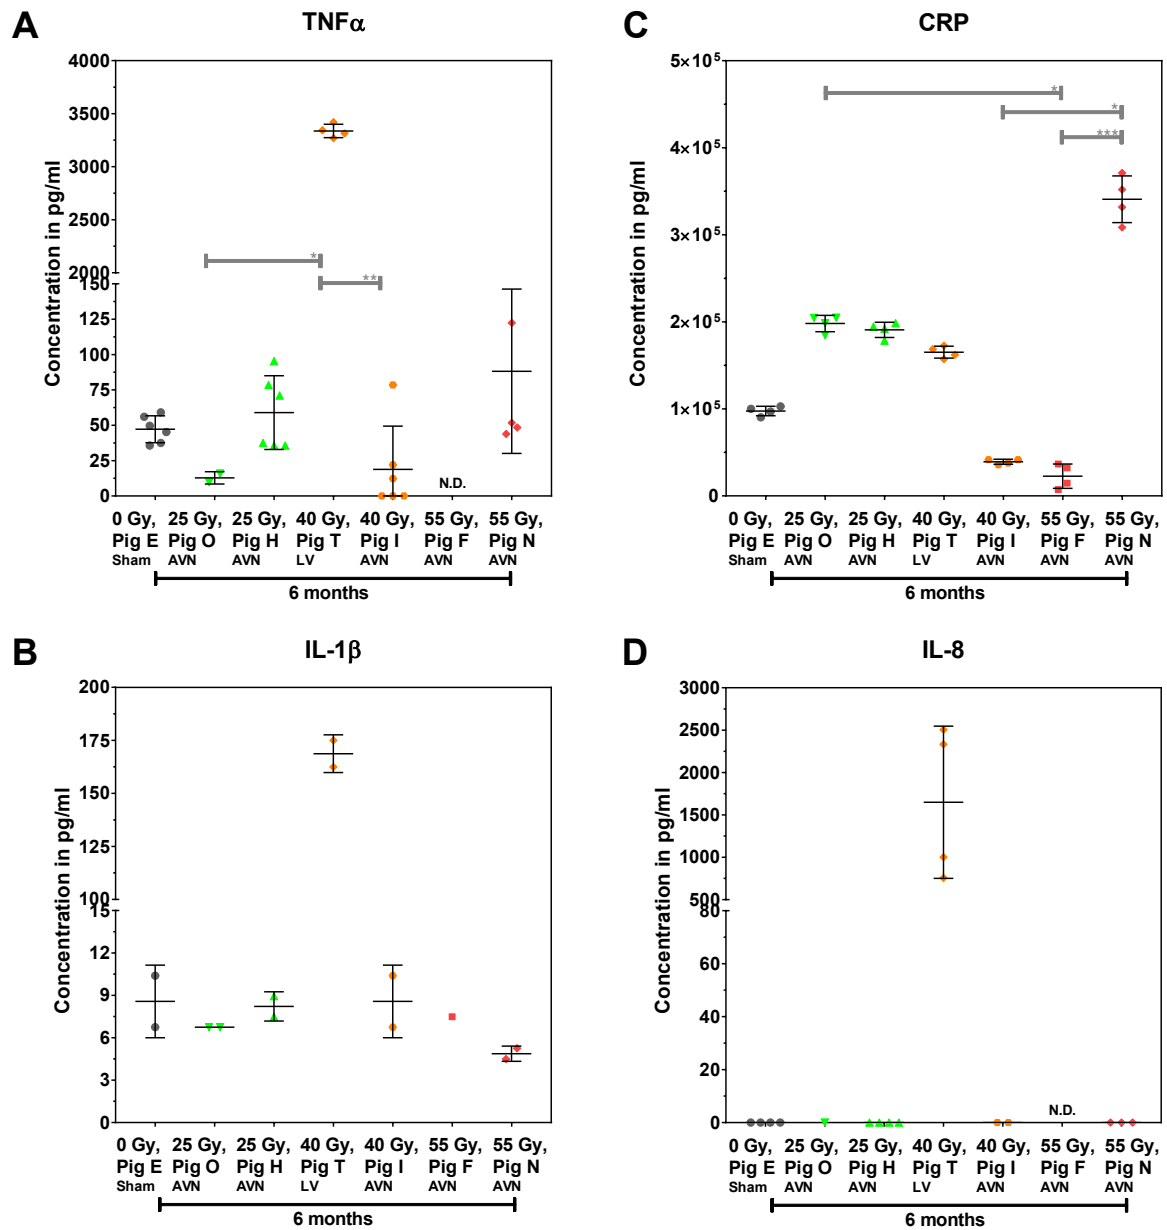 A
TNFα
Concentration in pg/ml
4000
3500
3000
2500
2000
150
125
100
75
50
25
0
*
**
N.D.
0 Gy, 25 Gy, 25 Gy, 40 Gy, 40 Gy, 55 Gy, 55 Gy,
Pig E Pig O Pig H Pig T Pig I Pig F Pig N
Sham AVN AVN LV AVN AVN AVN
6 months
C
CRP
Concentration in pg/ml
5×10⁵
4×10⁵
3×10⁵
2×10⁵
1×10⁵
0
*
*
***
0 Gy, 25 Gy, 25 Gy, 40 Gy, 40 Gy, 55 Gy, 55 Gy,
Pig E Pig O Pig H Pig T Pig I Pig F Pig N
Sham AVN AVN LV AVN AVN AVN
6 months
B
IL-1β
Concentration in pg/ml
200
175
150
125
100
15
12
9
6
3
0
0 Gy, 25 Gy, 25 Gy, 40 Gy, 40 Gy, 55 Gy, 55 Gy,
Pig E Pig O Pig H Pig T Pig I Pig F Pig N
Sham AVN AVN LV AVN AVN AVN
6 months
D
IL-8
Concentration in pg/ml
3000
2500
2000
1500
1000
500
80
60
40
20
0
N.D.
0 Gy, 25 Gy, 25 Gy, 40 Gy, 40 Gy, 55 Gy, 55 Gy,
Pig E Pig O Pig H Pig T Pig I Pig F Pig N
Sham AVN AVN LV AVN AVN AVN
6 months